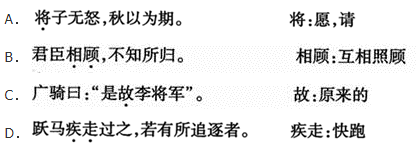 A. 将子无怒,秋以为期。 将:愿,请
B. 君臣相顾,不知所归。 相顾:互相照顾
C. 广骑曰:“是故李将军”。 故:原来的
D. 跃马疾走过之,若有所追逐者。 疾走:快跑